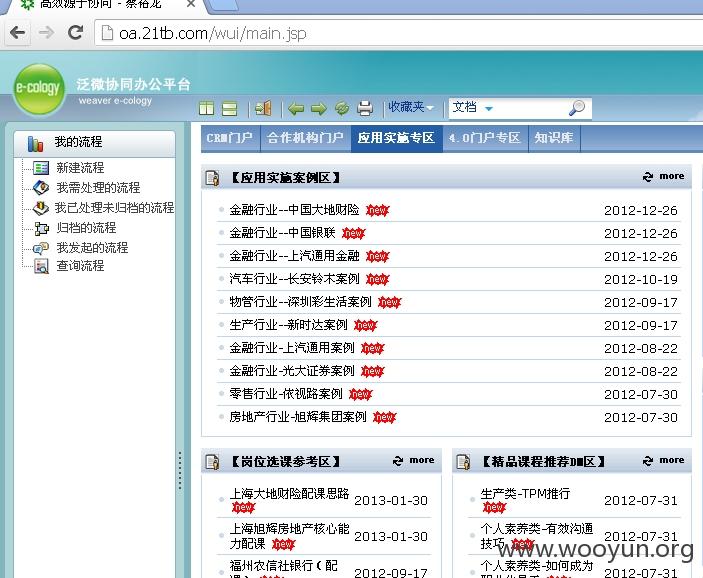 高效源于协同 - 蔡裕龙
oa.21tb.com/wui/main.jsp
e-cology
泛微协同办公平台
weaver e-cology
收藏夹
文档
我的流程
新建流程
我需处理的流程
我已处理未归档的流程
归档的流程
我发起的流程
查询流程
CRM门户
合作机构门户
应用实施专区
4.0门户专区
知识库
【应用实施案例区】
more
金融行业--中国大地财险 new 2012-12-26
金融行业--中国银联 new 2012-12-26
金融行业--上汽通用金融 new 2012-12-26
汽车行业--长安铃木案例 new 2012-10-19
物管行业--深圳彩生活案例 new 2012-09-17
生产行业--新时达案例 new 2012-09-17
金融行业-上汽通用案例 new 2012-08-22
金融行业-光大证券案例 new 2012-08-22
零售行业-依视路案例 new 2012-07-30
房地产行业-旭辉集团案例 new 2012-07-30
【岗位选课参考区】
more
上海大地财险配课思路 new 2013-01-30
上海旭辉房地产核心能
力配课 new 2013-01-30
福州农信社银行（配 2012-09-17
【精品课程推荐DM区】
more
生产类-TPM推行
new 2012-07-31
个人素养类-有效沟通
技巧 new 2012-07-31
个人素养类-如何成为 2012-07-31
www.wooyun.org